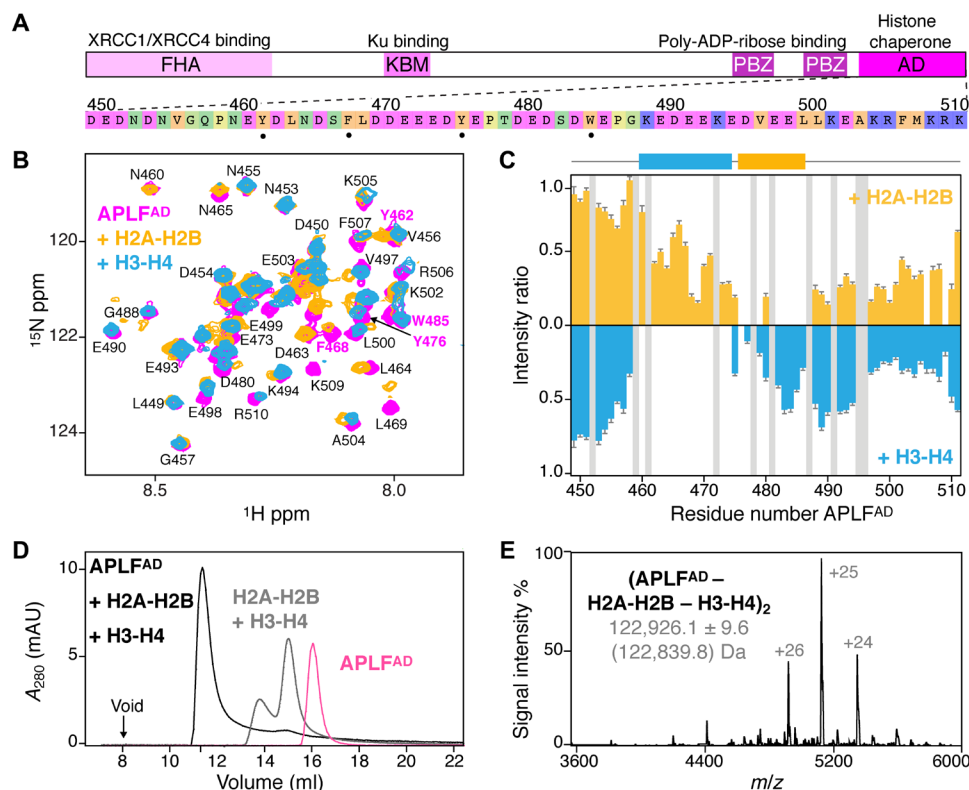 A
XRCC1/XRCC4 binding Ku binding Poly-ADP-ribose binding Histone chaperone
FHA KBM PBZ PBZ AD
450 461 470 480 490 500 510
D E D N D N V G Q P N E Y D L N D S F L D D E E E D Y E P T D E D S D W E P G K E D E E K E D V E E L L K E A K R F M K R K
B
APLFAD
+ H2A-H2B
+ H3-H4
N460
N455
N465
N453
K505
D450
F507
Y462
V456
E503
V497
R506
D454
K502
G488
E499
W485
E490
E473
F468
L500
Y476
E493
D463
L464
D480
K494
K509
L449
E498
R510
L469
A504
G457
120
122
124
15N ppm
8.5 8.0
1H ppm
C
+ H2A-H2B
+ H3-H4
1.0
0.5
0.0
0.5
1.0
Intensity ratio
450 460 470 480 490 500 510
Residue number APLFAD
D
APLFAD
+ H2A-H2B
+ H3-H4
H2A-H2B
+ H3-H4
APLFAD
Void
10
5
0
A280 (mAU)
8 10 12 14 16 18 20 22
Volume (ml)
E
(APLFAD –
H2A-H2B – H3-H4)2
122,926.1 ± 9.6
(122,839.8) Da
+25
+26
+24
100
50
0
Signal intensity %
3600 4400 5200 6000
m/z